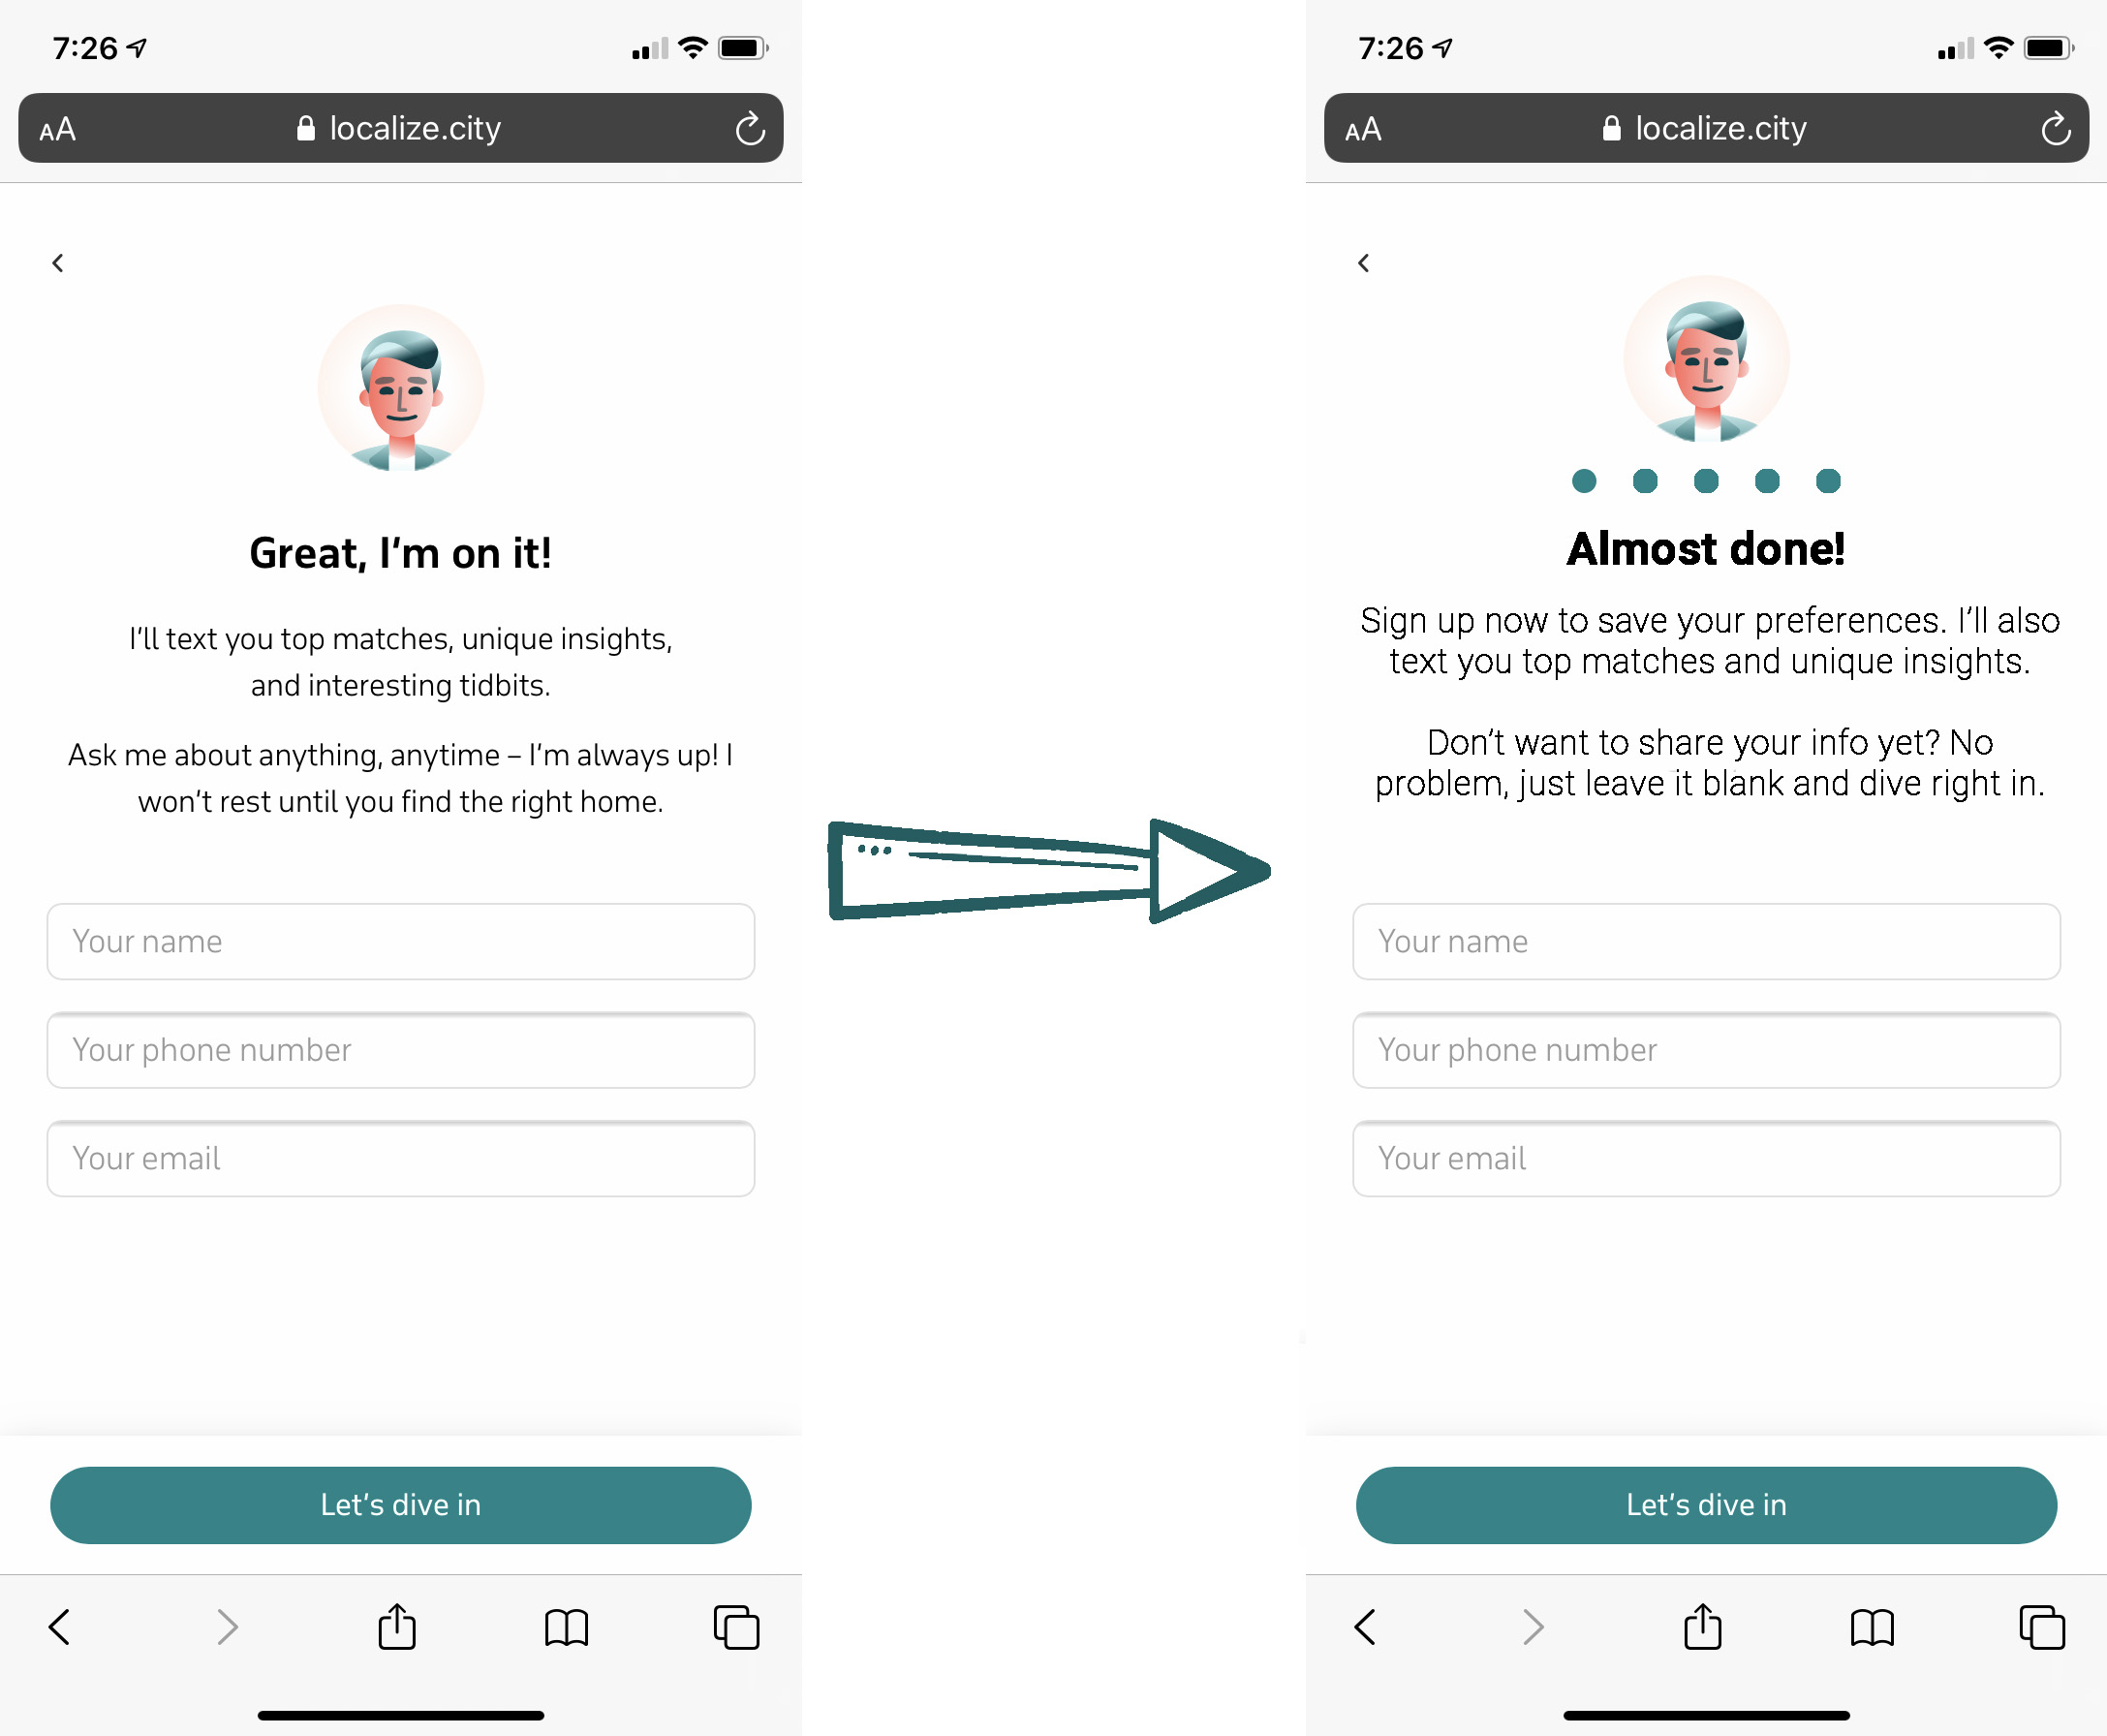 7:26
AA localize.city
Great, I'm on it!
I'll text you top matches, unique insights,
and interesting tidbits.
Ask me about anything, anytime – I'm always up! I
won't rest until you find the right home.
Your name
Your phone number
Your email
Let's dive in
7:26
AA localize.city
Almost done!
Sign up now to save your preferences. I'll also
text you top matches and unique insights.
Don't want to share your info yet? No
problem, just leave it blank and dive right in.
Your name
Your phone number
Your email
Let's dive in